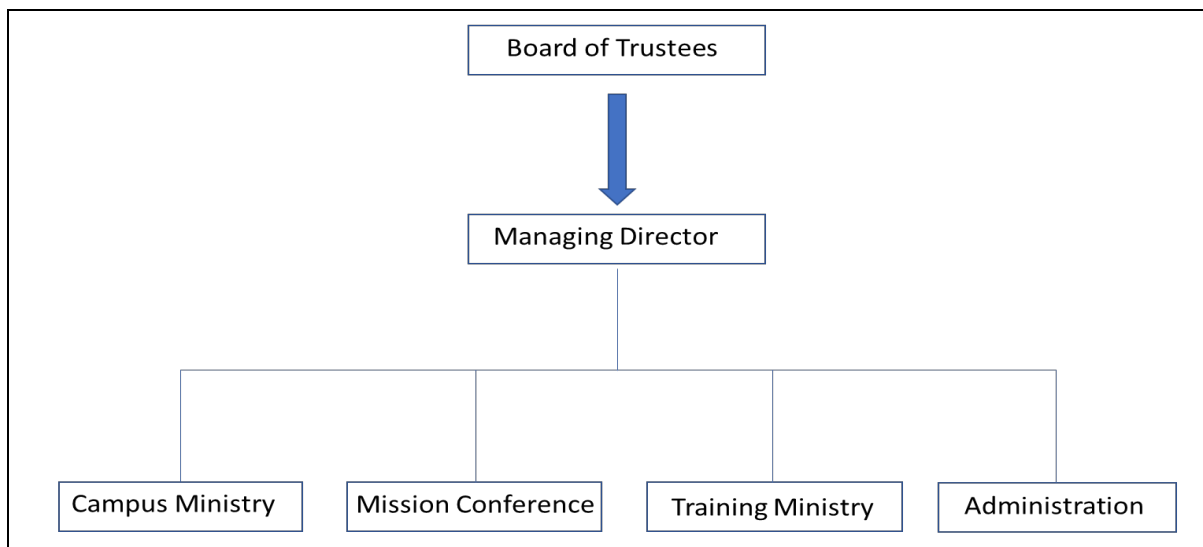 Board of Trustees
Managing Director
Campus Ministry
Mission Conference
Training Ministry
Administration